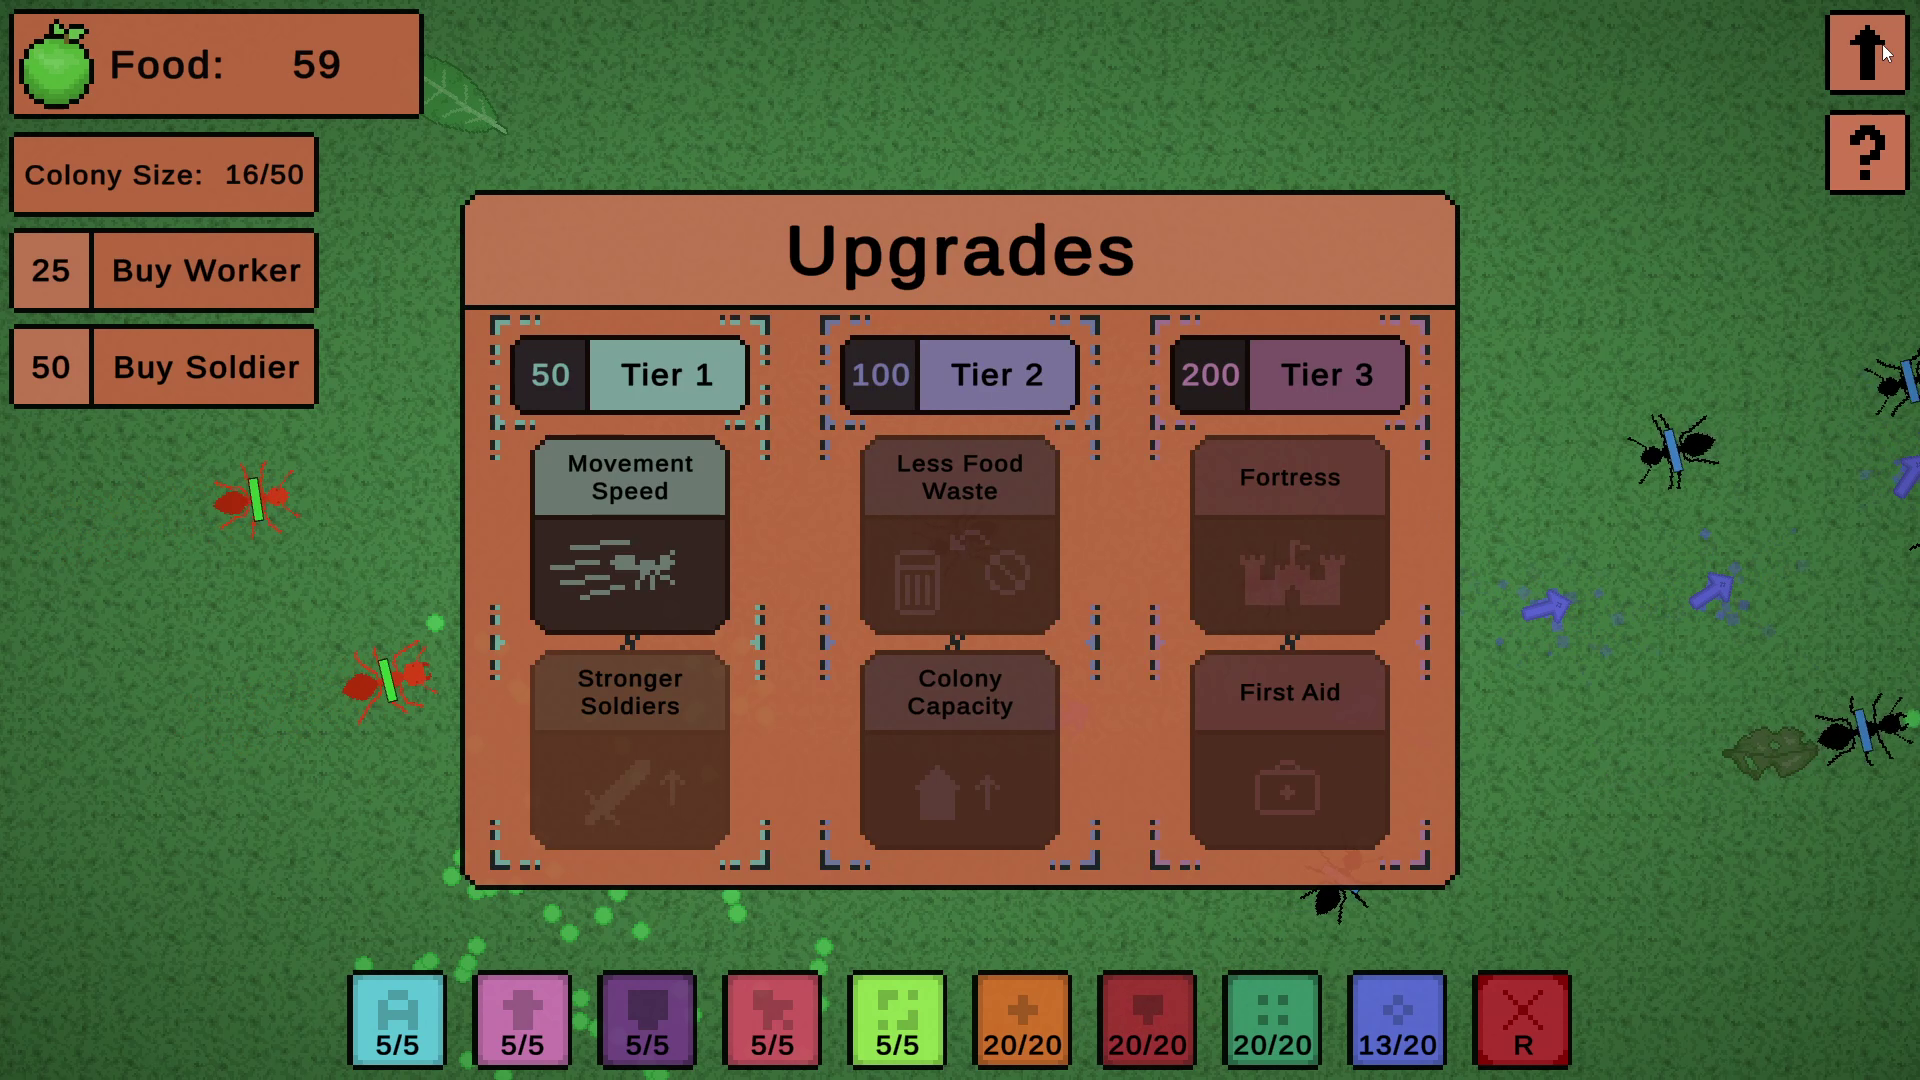 Food: 59
Colony Size: 16/50
25 Buy Worker
50 Buy Soldier
?
Upgrades
50 Tier 1
100 Tier 2
200 Tier 3
Movement
Speed
Less Food
Waste
Fortress
Stronger
Soldiers
Colony
Capacity
First Aid
5/5
5/5
5/5
5/5
5/5
20/20
20/20
20/20
13/20
R